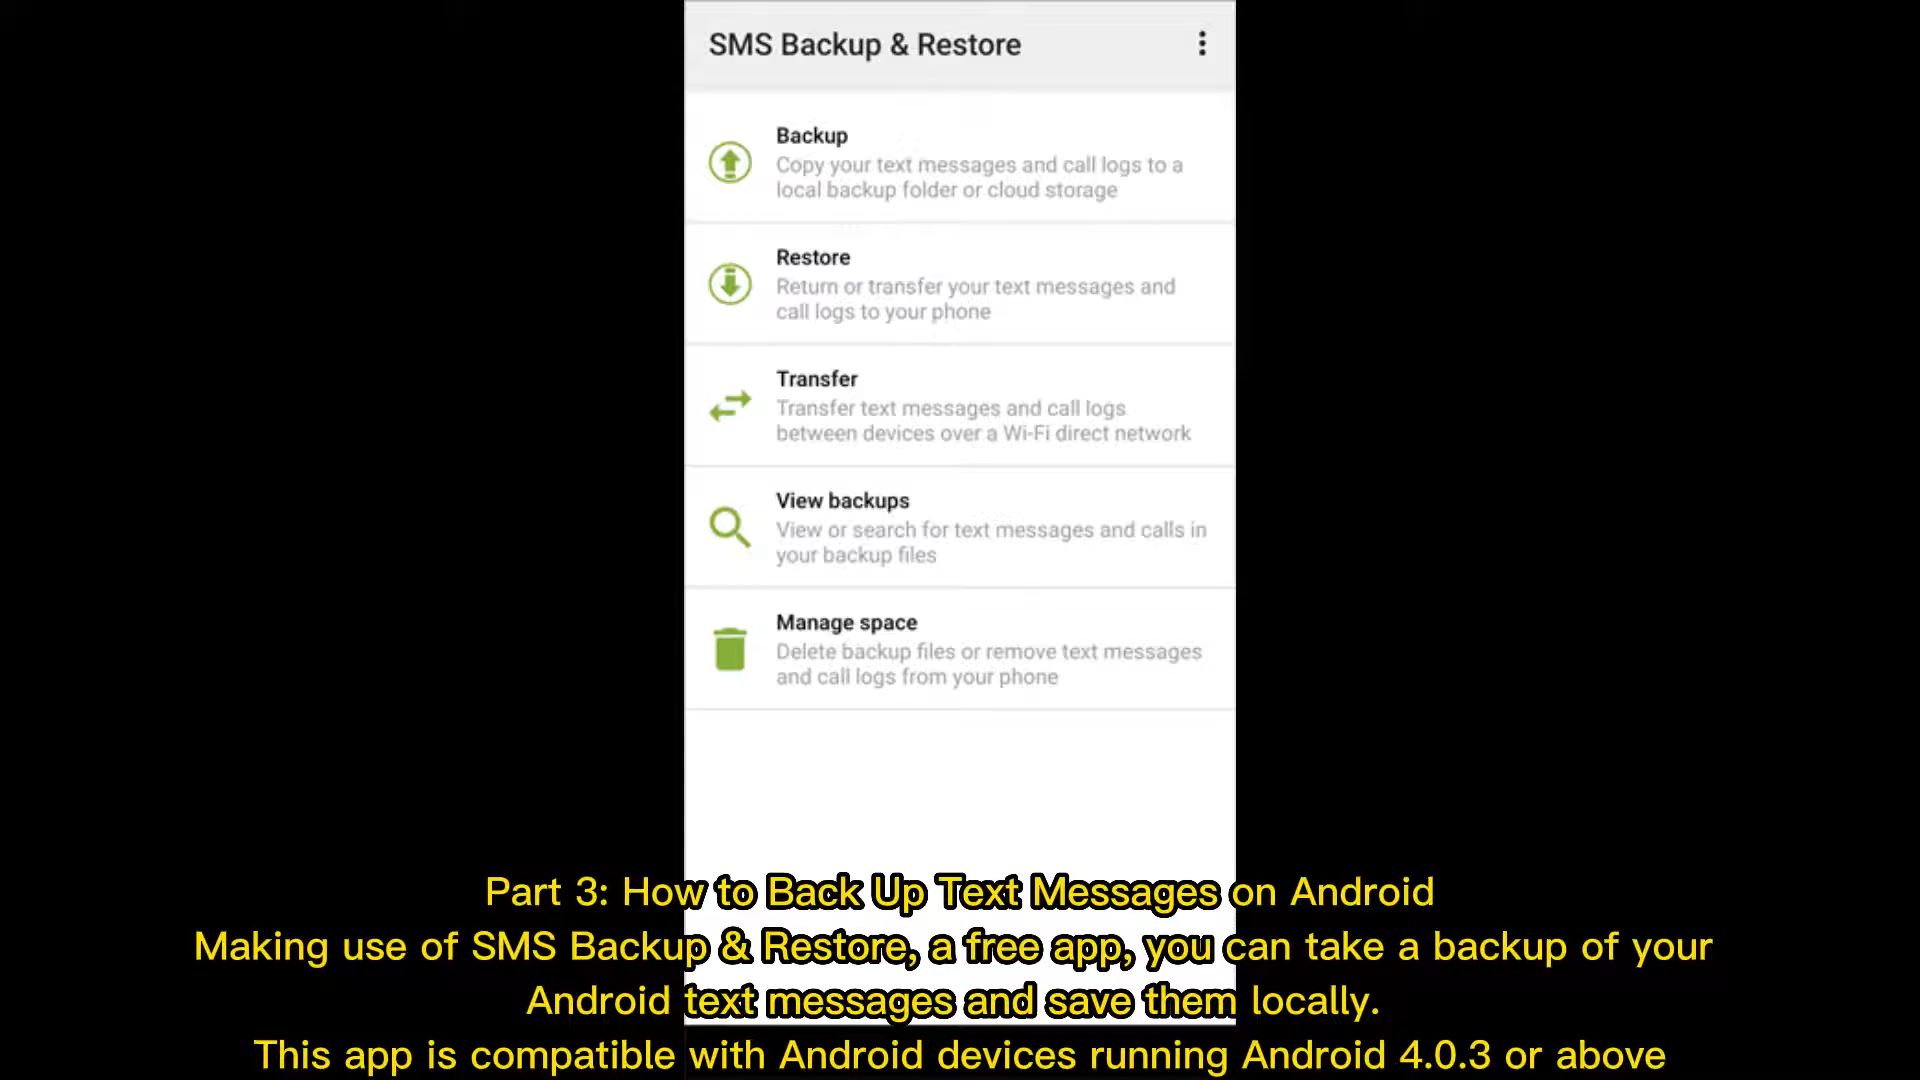 SMS Backup & Restore
Backup
Copy your text messages and call logs to a
local backup folder or cloud storage
Restore
Return or transfer your text messages and
call logs to your phone
Transfer
Transfer text messages and call logs
between devices over a Wi-Fi direct network
View backups
View or search for text messages and calls in
your backup files
Manage space
Delete backup files or remove text messages
and call logs from your phone
Part 3: How to Back Up Text Messages on Android
Making use of SMS Backup & Restore, a free app, you can take a backup of your
Android text messages and save them locally.
This app is compatible with Android devices running Android 4.0.3 or above